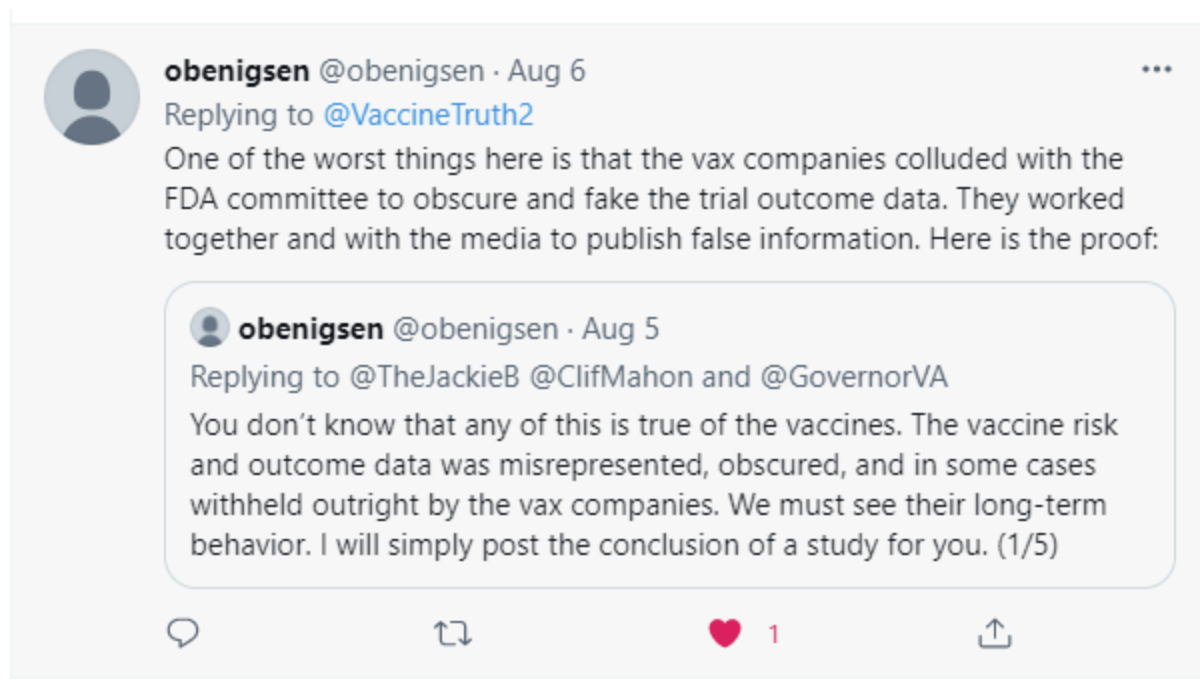 obenigsen @obenigsen · Aug 6
Replying to @VaccineTruth2
One of the worst things here is that the vax companies colluded with the
FDA committee to obscure and fake the trial outcome data. They worked
together and with the media to publish false information. Here is the proof:
obenigsen @obenigsen · Aug 5
Replying to @TheJackieB @ClifMahon and @GovernorVA
You don’t know that any of this is true of the vaccines. The vaccine risk
and outcome data was misrepresented, obscured, and in some cases
withheld outright by the vax companies. We must see their long-term
behavior. I will simply post the conclusion of a study for you. (1/5)
1